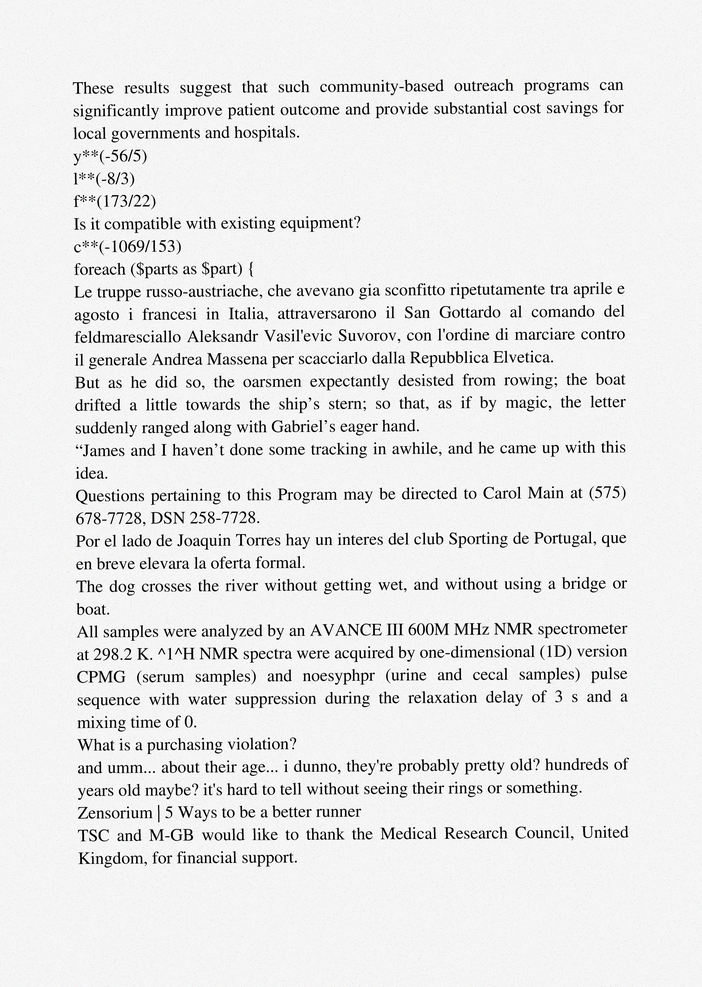 These results suggest that such community-based outreach programs can
significantly improve patient outcome and provide substantial cost savings for
local governments and hospitals.
y**(-56/5)
l**(-8/3)
f**(173/22)
Is it compatible with existing equipment?
c**(-1069/153)
foreach ($parts as $part) {
Le truppe russo-austriache, che avevano gia sconfitto ripetutamente tra aprile e
agosto i francesi in Italia, attraversarono il San Gottardo al comando del
feldmaresciallo Aleksandr Vasil'evic Suvorov, con l'ordine di marciare contro
il generale Andrea Massena per scacciarlo dalla Repubblica Elvetica.
But as he did so, the oarsmen expectantly desisted from rowing; the boat
drifted a little towards the ship’s stern; so that, as if by magic, the letter
suddenly ranged along with Gabriel’s eager hand.
“James and I haven’t done some tracking in awhile, and he came up with this
idea.
Questions pertaining to this Program may be directed to Carol Main at (575)
678-7728, DSN 258-7728.
Por el lado de Joaquin Torres hay un interes del club Sporting de Portugal, que
en breve elevara la oferta formal.
The dog crosses the river without getting wet, and without using a bridge or
boat.
All samples were analyzed by an AVANCE III 600M MHz NMR spectrometer
at 298.2 K. ^1^H NMR spectra were acquired by one-dimensional (1D) version
CPMG (serum samples) and noesyphpr (urine and cecal samples) pulse
sequence with water suppression during the relaxation delay of 3 s and a
mixing time of 0.
What is a purchasing violation?
and umm... about their age... i dunno, they're probably pretty old? hundreds of
years old maybe? it's hard to tell without seeing their rings or something.
Zensorium | 5 Ways to be a better runner
TSC and M-GB would like to thank the Medical Research Council, United
Kingdom, for financial support.